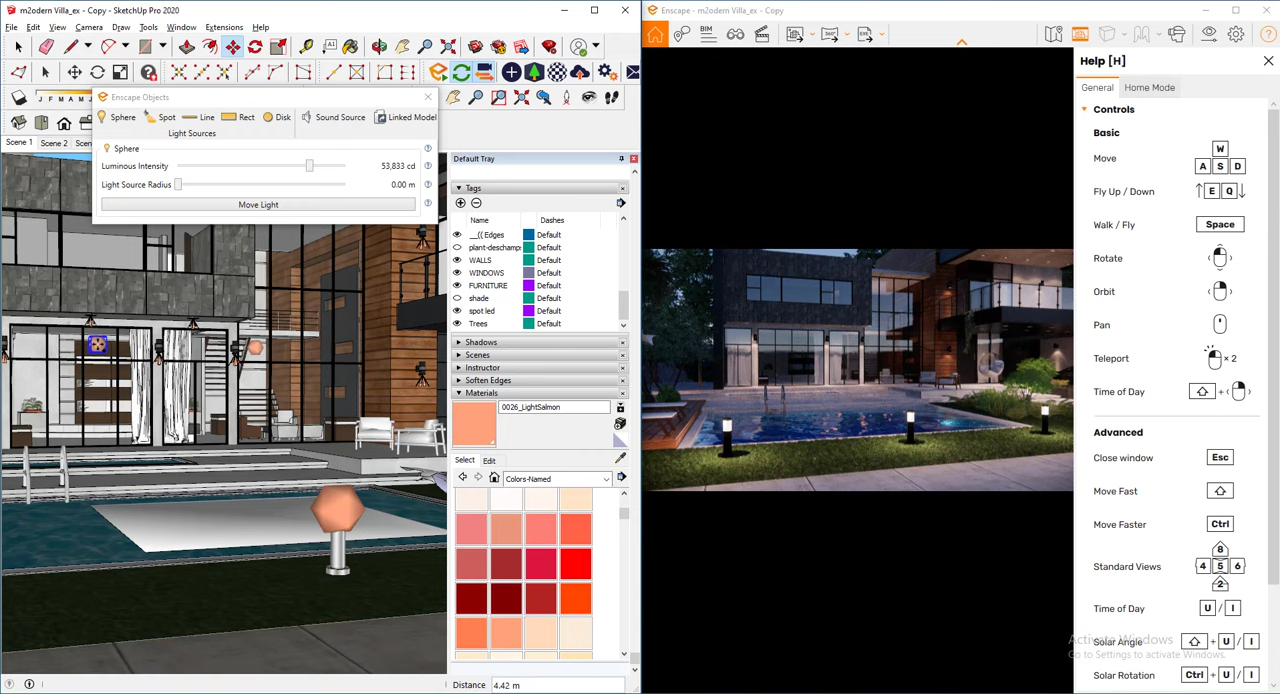 m2odern Villa_ex - Copy - SketchUp Pro 2020
File Edit View Camera Draw Tools Window Extensions Help
J F M A M
Enscape Objects
Sphere Spot Line Rect Disk Sound Source Linked Model
Light Sources
Sphere
Luminous Intensity 53,833 cd
Light Source Radius 0.00 m
Move Light
Scene 1 Scene 2 Scen
Default Tray
Tags
Name Dashes
__(( Edges Default
plant-deschamp Default
WALLS Default
WINDOWS Default
FURNITURE Default
shade Default
spot led Default
Trees Default
Shadows
Scenes
Instructor
Soften Edges
Materials
0026_LightSalmon
Select Edit
Colors-Named
Distance 4.42 m
Enscape - m2odern Villa_ex - Copy
BIM
360°
EXE
Help [H]
General Home Mode
Controls
Basic
Move W
A S D
Fly Up / Down E Q
Walk / Fly Space
Rotate
Orbit
Pan
Teleport × 2
Time of Day +
Advanced
Close window Esc
Move Fast
Move Faster Ctrl
Standard Views 8
4 5 6
2
Time of Day U / I
Solar Angle + U / I
Solar Rotation Ctrl + U / I
Activate Windows
Go to Settings to activate Windows.